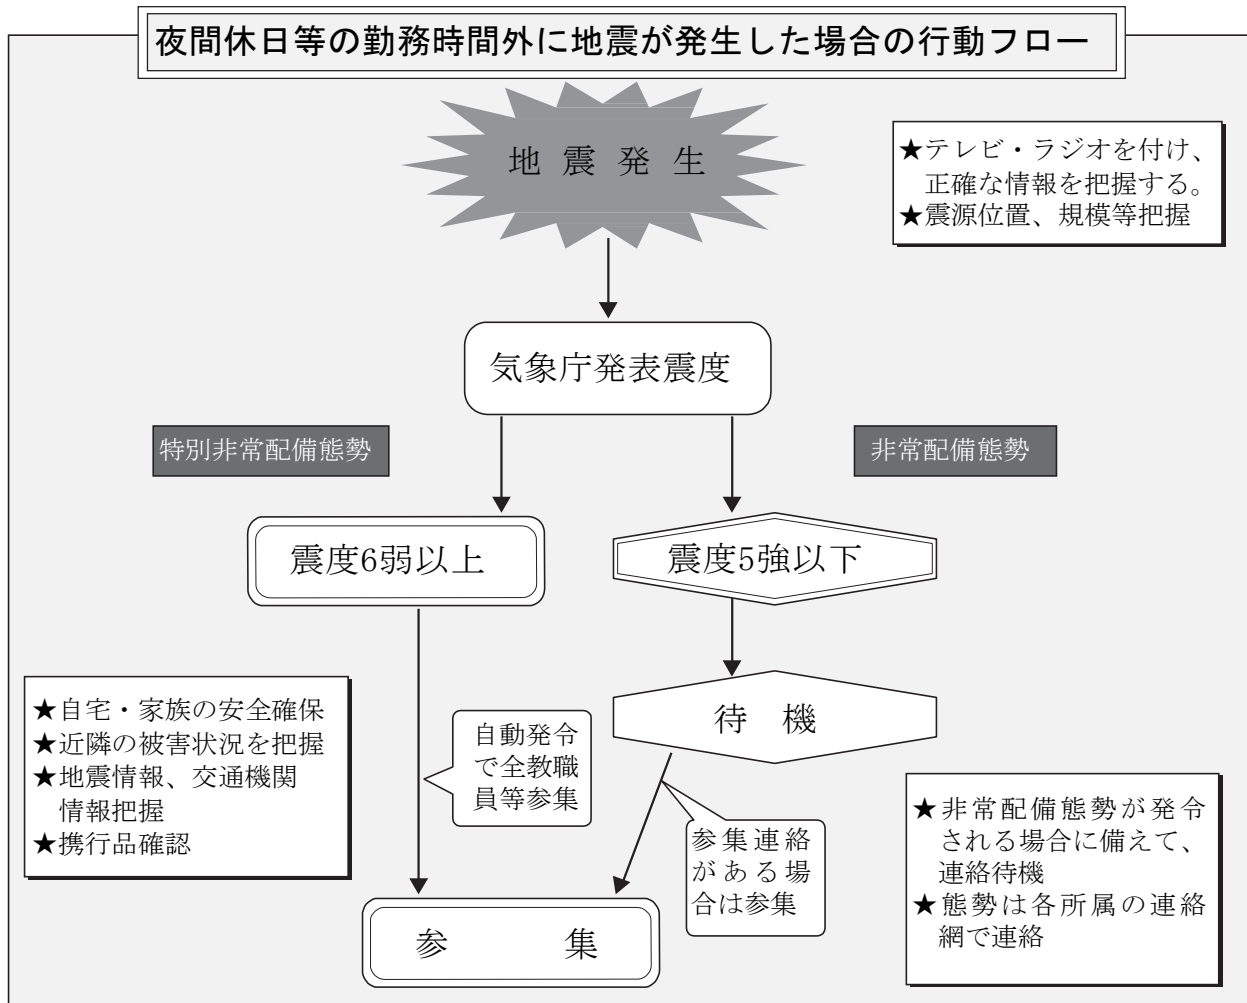 夜間休日等の勤務時間外に地震が発生した場合の行動フロー
地震発生
★テレビ・ラジオを付け、
正確な情報を把握する。
★震源位置、規模等把握
気象庁発表震度
特別非常配備態勢
非常配備態勢
震度6弱以上
震度5強以下
★自宅・家族の安全確保
★近隣の被害状況を把握
★地震情報、交通機関
情報把握
★携行品確認
自動発令
で全教職
員等参集
待 機
参集連絡
がある場
合は参集
★非常配備態勢が発令
される場合に備えて、
連絡待機
★態勢は各所属の連絡
網で連絡
参 集